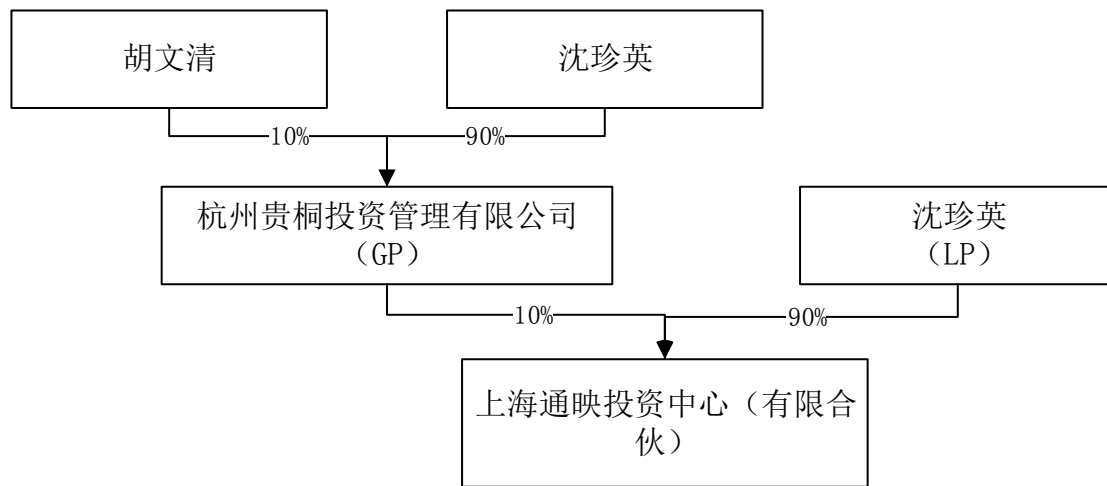 胡文清
沈珍英
10%
90%
杭州贵桐投资管理有限公司
（GP）
沈珍英
（LP）
10%
90%
上海通映投资中心（有限合
伙）